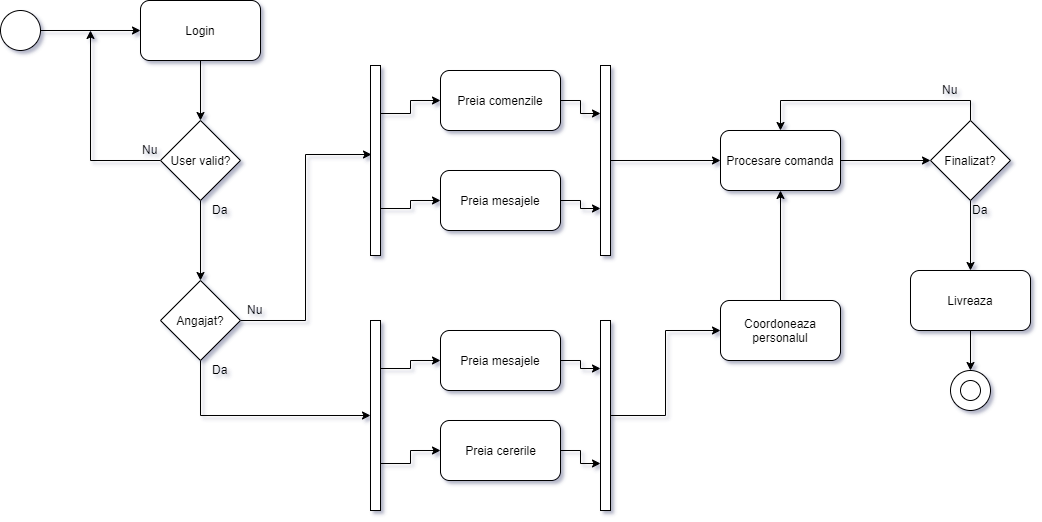 Login
User valid?
Nu
Da
Angajat?
Nu
Da
Preia comenzile
Preia mesajele
Preia mesajele
Preia cererile
Coordoneaza
personalul
Procesare comanda
Finalizat?
Nu
Da
Livreaza